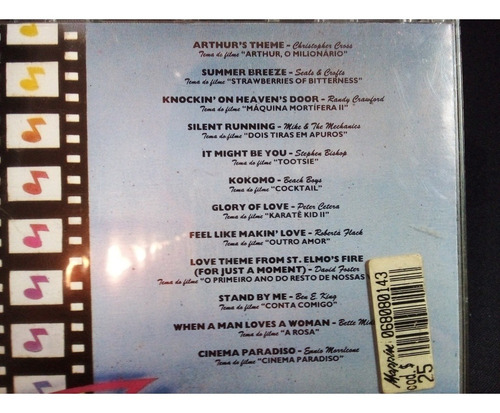 ARTHUR'S THEME – Christopher Cross
Tema do filme "ARTHUR, O MILIONÁRIO"
SUMMER BREEZE – Seals & Crofts
Tema do filme "STRAWBERRIES OF BITTERNESS"
KNOCKIN' ON HEAVEN'S DOOR – Randy Crawford
Tema do filme "MÁQUINA MORTÍFERA II"
SILENT RUNNING – Mike & The Mechanics
Tema do filme "DOIS TIRAS EM APUROS"
IT MIGHT BE YOU – Stephen Bishop
Tema do filme "TOOTSIE"
KOKOMO – Beach Boys
Tema do filme "COCKTAIL"
GLORY OF LOVE – Peter Cetera
Tema do filme "KARATÊ KID II"
FEEL LIKE MAKIN' LOVE – Roberta Flack
Tema do filme "OUTRO AMOR"
LOVE THEME FROM ST. ELMO'S FIRE
(FOR JUST A MOMENT) – David Foster
Tema do filme "O PRIMEIRO ANO DO RESTO DE NOSSAS
STAND BY ME – Ben E. King
Tema do filme "CONTA COMIGO"
WHEN A MAN LOVES A WOMAN – Bette
Tema do filme "A ROSA"
CINEMA PARADISO – Ennio Morricone
Tema do filme "CINEMA PARADISO"
068080143
cod. $
25